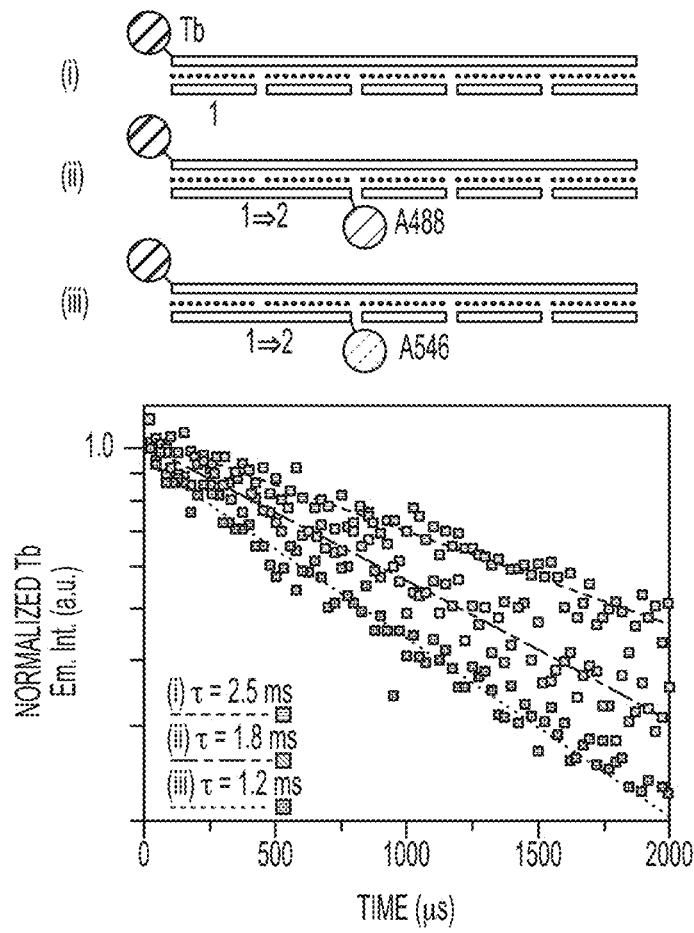 Tb
(i)
1
(ii)
1⇒2
A488
(iii)
1⇒2
A546
1.0
NORMALIZED Tb
Em. Int. (a.u.)
(i) τ = 2.5 ms
(ii) τ = 1.8 ms
(iii) τ = 1.2 ms
0
500
1000
1500
2000
TIME (µs)